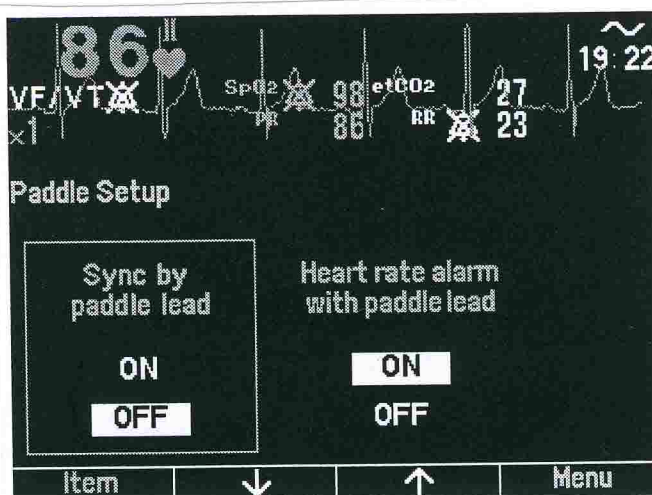 86 II 19:22
VF/VT SpO2 98 etCO2 27
×1 PR 86 RR 23
Paddle Setup
Sync by
paddle lead
ON
OFF
Heart rate alarm
with paddle lead
ON
OFF
Item ↓ ↑ Menu